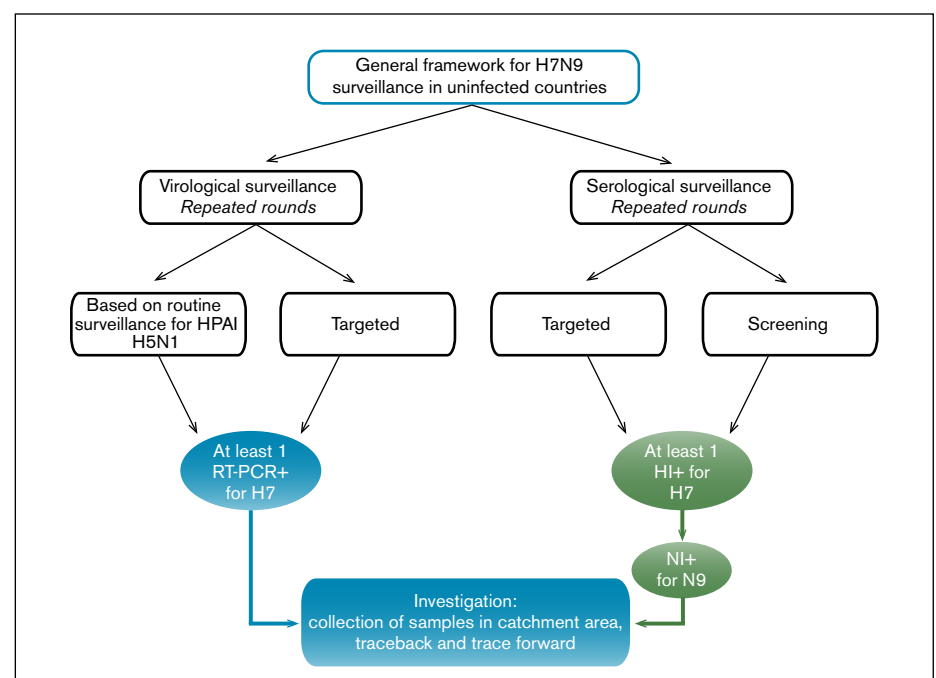 General framework for H7N9
surveillance in uninfected countries
Virological surveillance
Repeated rounds
Serological surveillance
Repeated rounds
Based on routine
surveillance for HPAI
H5N1
Targeted
Targeted
Screening
At least 1
RT-PCR+
for H7
At least 1
HI+ for
H7
NI+
for N9
Investigation:
collection of samples in catchment area,
traceback and trace forward